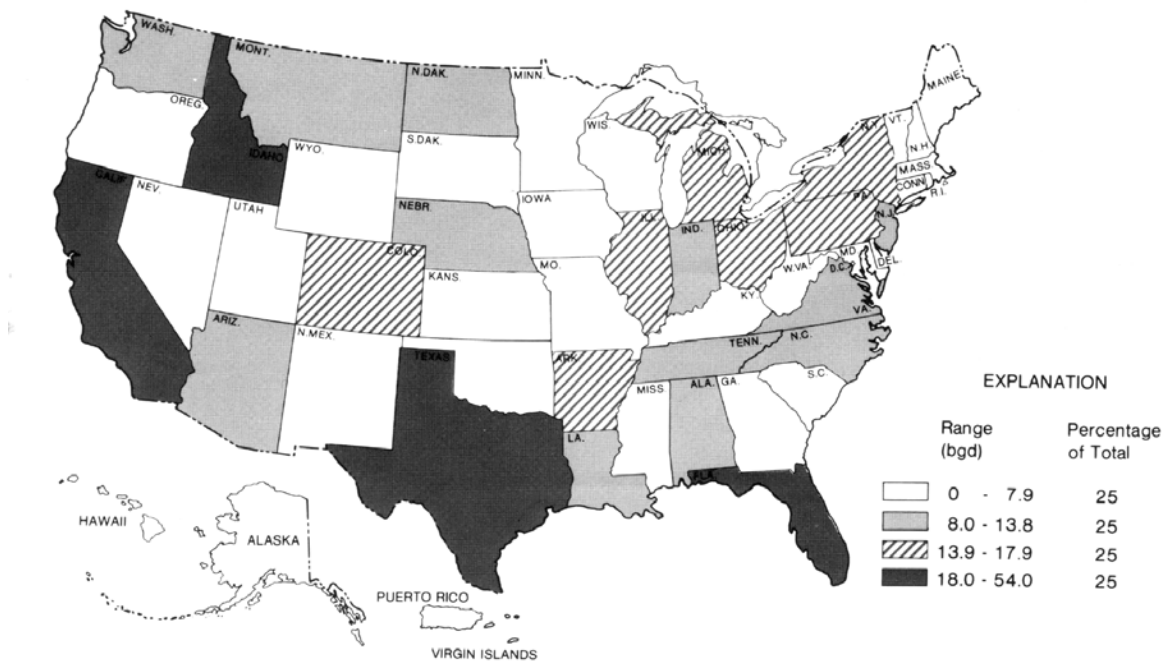 WASH.
MONT.
N.DAK.
MINN.
MAINE
OREG.
IDAHO
WYO.
S.DAK.
WIS.
MICH.
N.Y.
VT.
N.H.
MASS.
CONN.
R.I.
CALIF.
NEV.
UTAH
COLO.
NEBR.
IOWA
ILL.
IND.
OHIO
PA.
N.J.
KANS.
MO.
KY.
W.VA.
MD.
DEL.
D.C.
VA.
ARIZ.
N.MEX.
TEXAS
ARK.
TENN.
N.C.
LA.
MISS.
ALA.
GA.
S.C.
FLA.
HAWAII
ALASKA
PUERTO RICO
VIRGIN ISLANDS
EXPLANATION
Range Percentage
(bgd) of Total
0 - 7.9 25
8.0 - 13.8 25
13.9 - 17.9 25
18.0 - 54.0 25